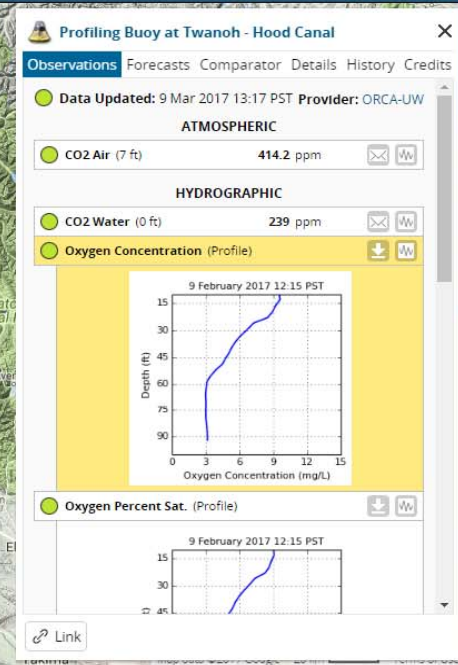 Profiling Buoy at Twanoh - Hood Canal
Observations Forecasts Comparator Details History Credits
Data Updated: 9 Mar 2017 13:17 PST Provider: ORCA-UW
ATMOSPHERIC
CO2 Air (7 ft) 414.2 ppm
HYDROGRAPHIC
CO2 Water (0 ft) 239 ppm
Oxygen Concentration (Profile)
9 February 2017 12:15 PST
15
30
45
60
75
90
Depth (ft)
0 3 6 9 12 15
Oxygen Concentration (mg/L)
Oxygen Percent Sat. (Profile)
9 February 2017 12:15 PST
15
30
45
Link